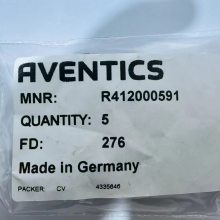 AVENTICS
MNR: R412000591
QUANTITY: 5
FD: 276
Made in Germany
PACKER: CV 4335646